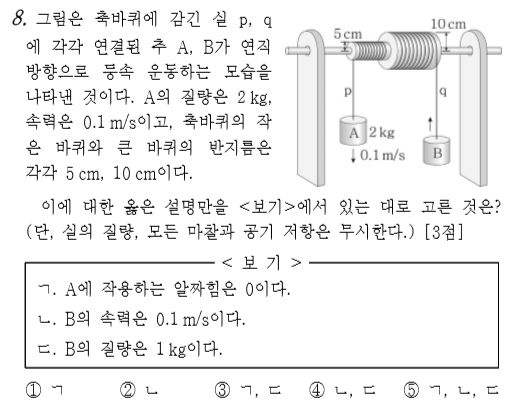 8. 그림은 축바퀴에 감긴 실 p, q
에 각각 연결된 추 A, B가 연직
방향으로 등속 운동하는 모습을
나타낸 것이다. A의 질량은 2 kg,
속력은 0.1 m/s이고, 축바퀴의 작
은 바퀴와 큰 바퀴의 반지름은
각각 5 cm, 10 cm이다.
5 cm
10 cm
p
q
A
2 kg
0.1 m/s
B
이에 대한 옳은 설명만을 <보기>에서 있는 대로 고른 것은?
(단, 실의 질량, 모든 마찰과 공기 저항은 무시한다.) [3점]
< 보 기 >
ㄱ. A에 작용하는 알짜힘은 0이다.
ㄴ. B의 속력은 0.1 m/s이다.
ㄷ. B의 질량은 1 kg이다.
① ㄱ ② ㄴ ③ ㄱ, ㄷ ④ ㄴ, ㄷ ⑤ ㄱ, ㄴ, ㄷ